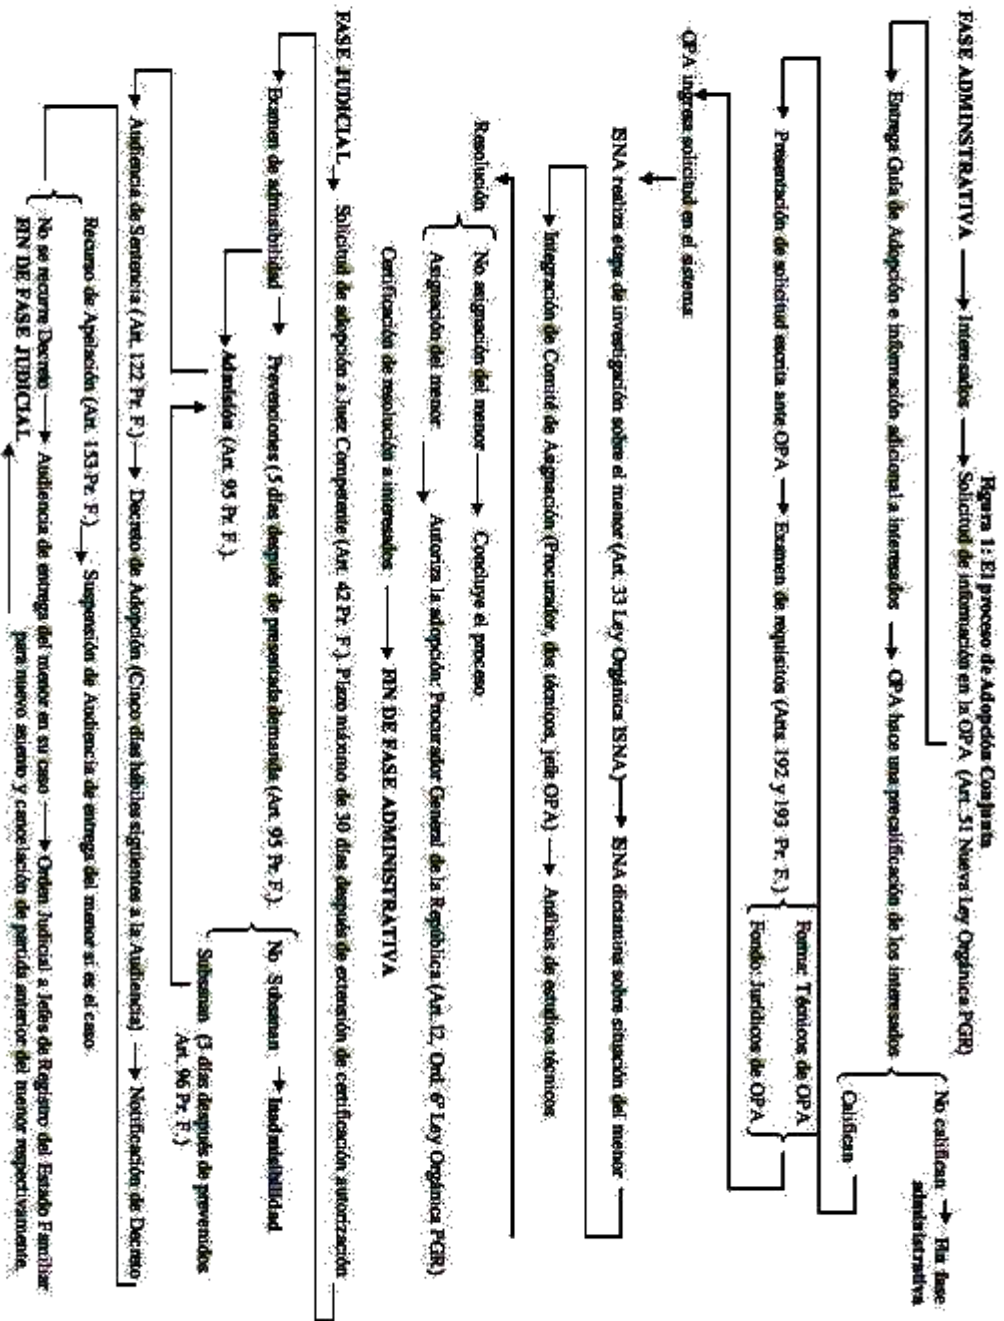 Figura 1: El proceso de Adopción Conjunta
FASE ADMINSTRATIVA → Interesados → Solicitud de información en la OPA (Art. 51 Nueva Ley Orgánica PGR)
Entrega Guía de Adopción e información adicional a interesados → OPA hace una precalificación de los interesados
No califican → Fin fase
administrativa
Califican
Presentación de solicitud escrita ante OPA → Examen de requisitos (Arts. 192 y 193 Pr. F.)
Forma: Técnicos de OPA
Fondo: Jurídicos de OPA
OPA ingresa solicitud en el sistema
ISNA realiza etapa de investigación sobre el menor (Art. 33 Ley Orgánica ISNA) → ISNA dictamina sobre situación del menor
Integración de Comité de Asignación (Procurador, dos técnicos, jefe OPA) → Análisis de estudios técnicos
Resolución
No asignación del menor → Concluye el proceso
Asignación del menor → Autoriza la adopción: Procurador General de la República (Art. 12, Ord. 6º Ley Orgánica PGR)
Certificación de resolución a interesados → FIN DE FASE ADMINISTRATIVA
FASE JUDICIAL → Solicitud de adopción a Juez Competente (Art. 42 Pr. F.). Plazo máximo de 30 días después de extensión de certificación autorización
Examen de admisibilidad → Prevenciones (5 días después de presentada demanda (Art. 95 Pr. F.).
No Subsanan → Inadmisibilidad
Subsanan (3 días después de prevenidos
Art. 96 Pr. F.)
Admisión (Art. 95 Pr. F.).
Audiencia de Sentencia (Art. 122 Pr. F.) → Decreto de Adopción (Cinco días hábiles siguientes a la Audiencia) → Notificación de Decreto
Recurso de Apelación (Art. 153 Pr. F.) → Suspensión de Audiencia de entrega del menor si es el caso
No se recurre Decreto → Audiencia de entrega del menor en su caso → Orden Judicial a Jefes de Registro del Estado Familiar
para nuevo asiento y cancelación de partida anterior del menor respectivamente.
FIN DE FASE JUDICIAL